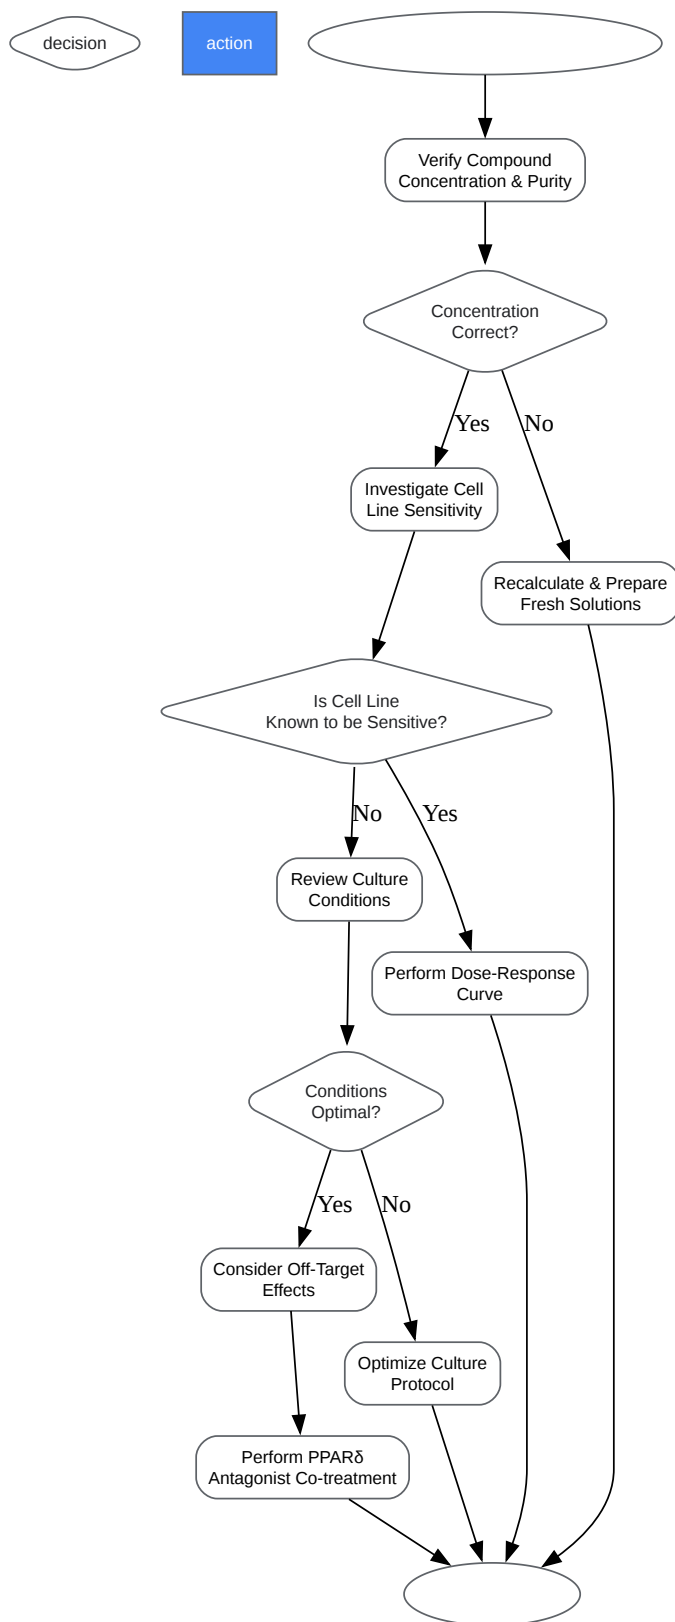 decision
action
Verify Compound
Concentration & Purity
Concentration
Correct?
Yes
No
Investigate Cell
Line Sensitivity
Recalculate & Prepare
Fresh Solutions
Is Cell Line
Known to be Sensitive?
No
Yes
Review Culture
Conditions
Perform Dose-Response
Curve
Conditions
Optimal?
Yes
No
Consider Off-Target
Effects
Optimize Culture
Protocol
Perform PPARδ
Antagonist Co-treatment